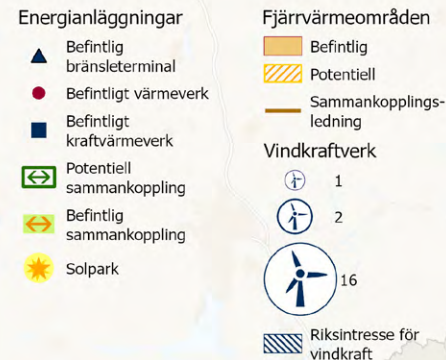 Energianläggningar
Befintlig
bränsleterminal
Befintligt värmeverk
Befintligt
kraftvärmeverk
Potentiell
sammankoppling
Befintlig
sammankoppling
Solpark
Fjärrvärmeområden
Befintlig
Potentiell
Sammankopplings-
ledning
Vindkraftverk
1
2
16
Riksintresse för
vindkraft